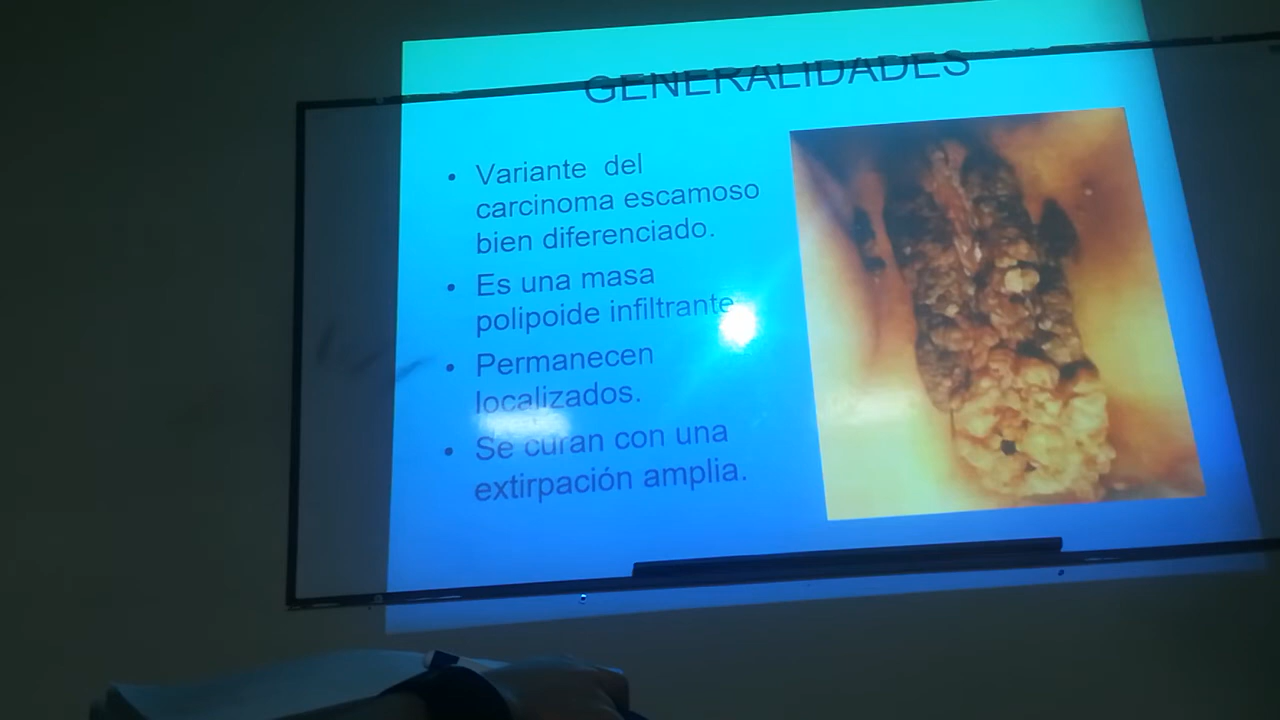 GENERALIDADES
• Variante del
carcinoma escamoso
bien diferenciado.
• Es una masa
polipoide infiltrante
• Permanecen
localizados.
• Se curan con una
extirpación amplia.